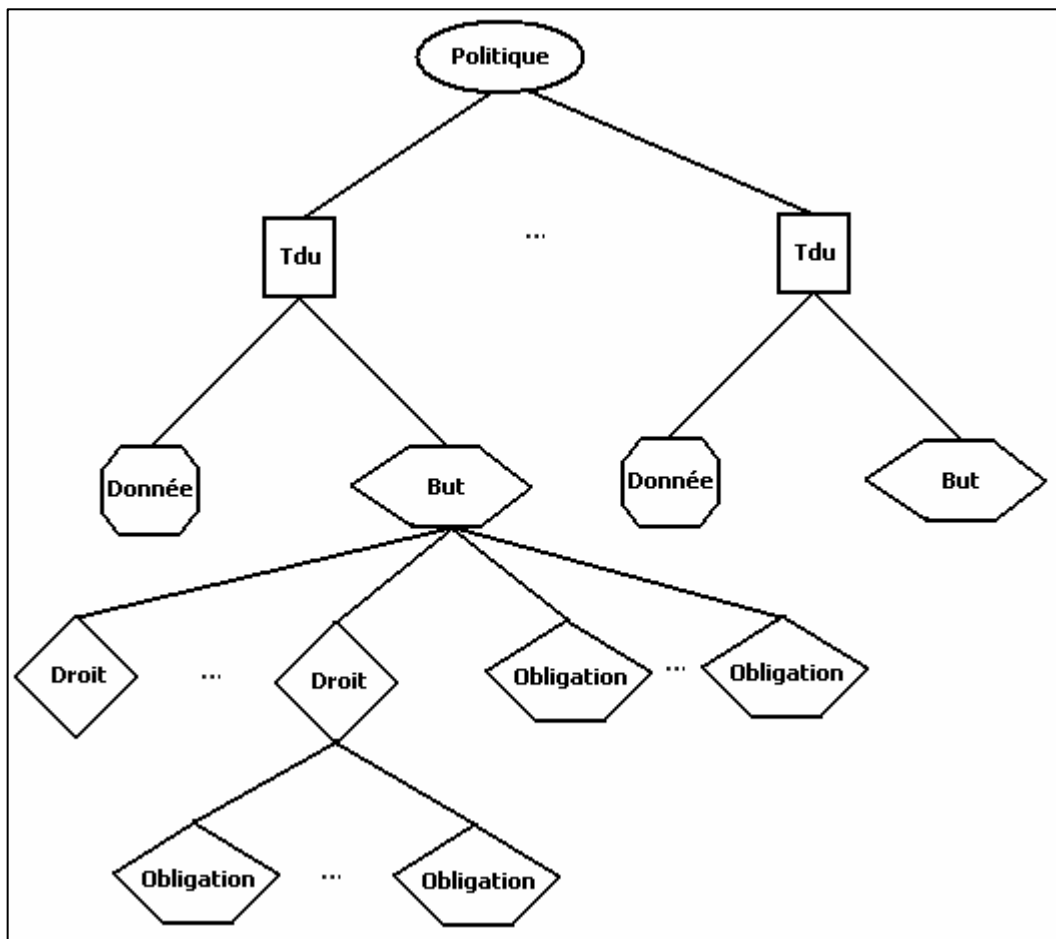 Politique
Tdu
...
Tdu
Donnée
But
Donnée
But
Droit
...
Droit
Obligation
...
Obligation
Obligation
...
Obligation